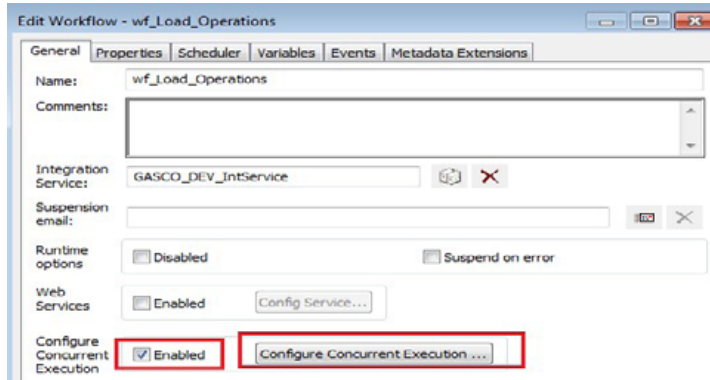 Edit Workflow - wf_Load_Operations
General Properties Scheduler Variables Events Metadata Extensions
Name: wf_Load_Operations
Comments:
Integration
Service: GASCO_DEV_IntService
Suspension
email:
Runtime
options Disabled Suspend on error
Web
Services Enabled Config Service...
Configure
Concurrent
Execution Enabled Configure Concurrent Execution ...